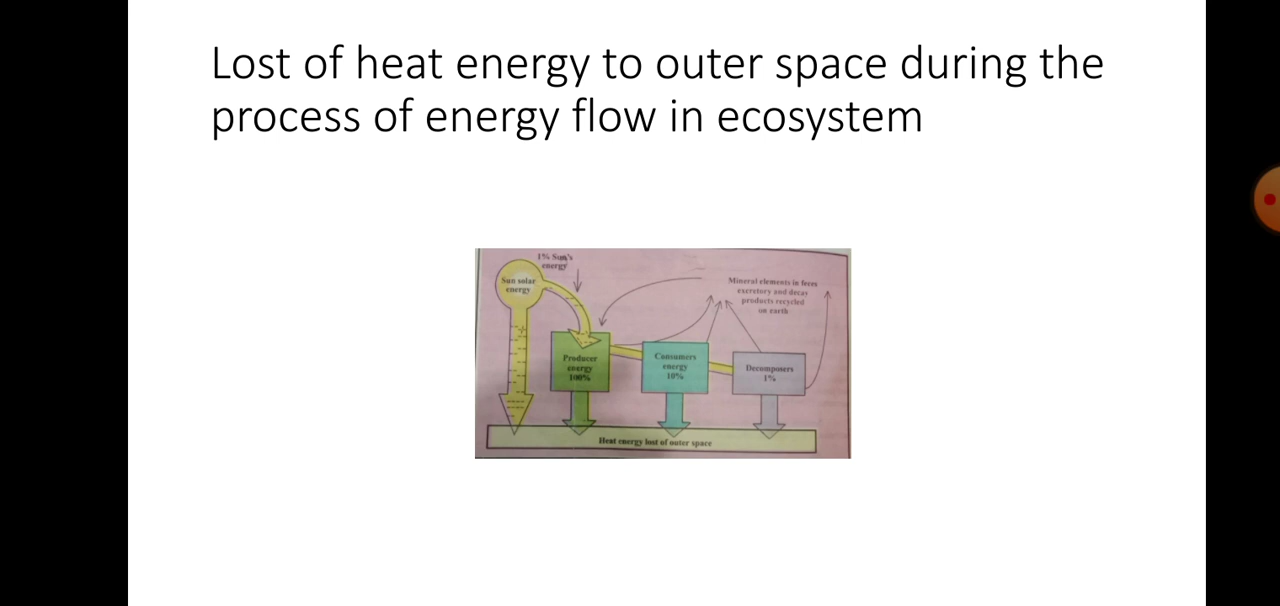 Lost of heat energy to outer space during the
process of energy flow in ecosystem
1% Sun's
energy
Sun solar
energy
Mineral elements in feces
excretory and decay
products recycled
on earth
Producer
energy
100%
Consumers
energy
10%
Decomposers
1%
Heat energy lost of outer space